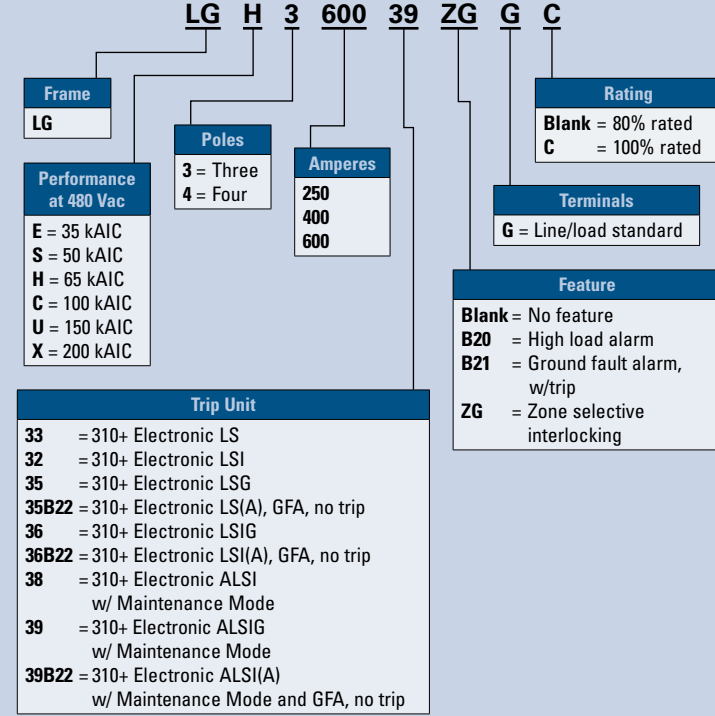 LG H 3 600 39 ZG G C
Frame
LG
Performance
at 480 Vac
E = 35 kAIC
S = 50 kAIC
H = 65 kAIC
C = 100 kAIC
U = 150 kAIC
X = 200 kAIC
Poles
3 = Three
4 = Four
Amperes
250
400
600
Trip Unit
33 = 310+ Electronic LS
32 = 310+ Electronic LSI
35 = 310+ Electronic LSG
35B22 = 310+ Electronic LS(A), GFA, no trip
36 = 310+ Electronic LSIG
36B22 = 310+ Electronic LSI(A), GFA, no trip
38 = 310+ Electronic ALSI
w/ Maintenance Mode
39 = 310+ Electronic ALSIG
w/ Maintenance Mode
39B22 = 310+ Electronic ALSI(A)
w/ Maintenance Mode and GFA, no trip
Rating
Blank = 80% rated
C = 100% rated
Terminals
G = Line/load standard
Feature
Blank = No feature
B20 = High load alarm
B21 = Ground fault alarm,
w/trip
ZG = Zone selective
interlocking